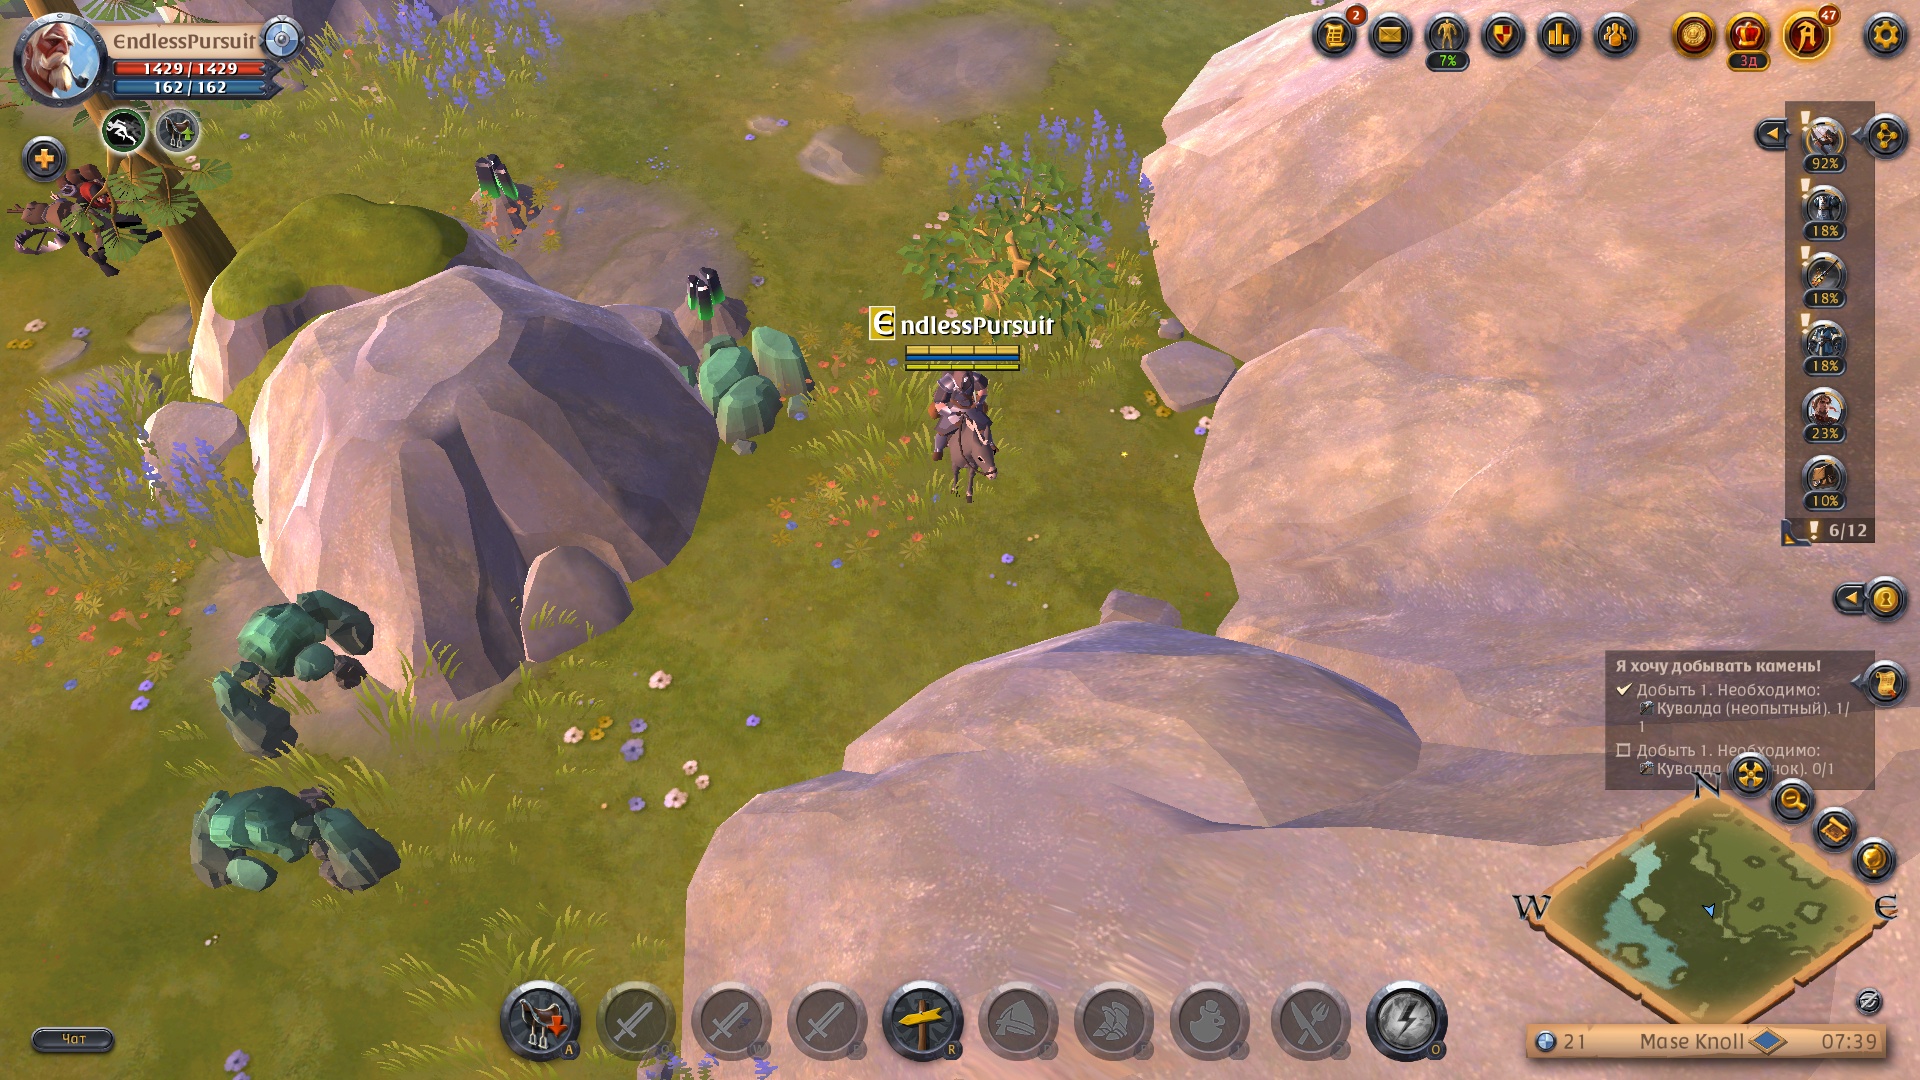 EndlessPursuit
1429 / 1429
162 / 162
2
7%
3д
47
92%
18%
18%
18%
23%
10%
6/12
EndlessPursuit
Я хочу добывать камень!
Добыть 1. Необходимо:
Кувалда (неопытный). 1/
1
Добыть 1. Необходимо:
Кувалда чок). 0/1
N
W
E
Чат
A
R
O
21
Mase Knoll
07:39